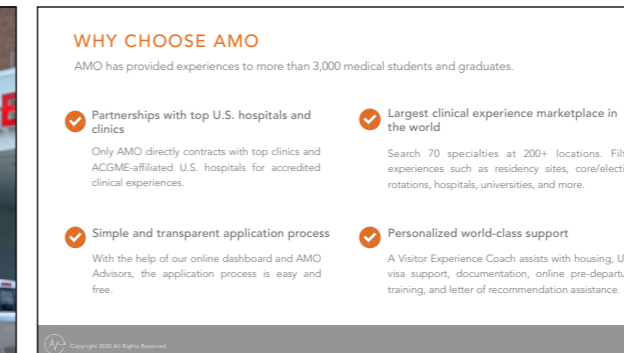 WHY CHOOSE AMO
AMO has provided experiences to more than 3,000 medical students and graduates.
Partnerships with top U.S. hospitals and
clinics
Only AMO directly contracts with top clinics and
ACGME-affiliated U.S. hospitals for accredited
clinical experiences.
Largest clinical experience marketplace in
the world
Search 70 specialties at 200+ locations.
experiences such as residency sites,
rotations, hospitals, universities, and more.
Simple and transparent application process
With the help of our online dashboard and AMO
Advisors, the application process is easy and
free.
Personalized world-class support
A Visitor Experience Coach assists with housing,
visa support, documentation, online
training, and letter of recommendation assistance.
Copyright 2020 All Rights Reserved